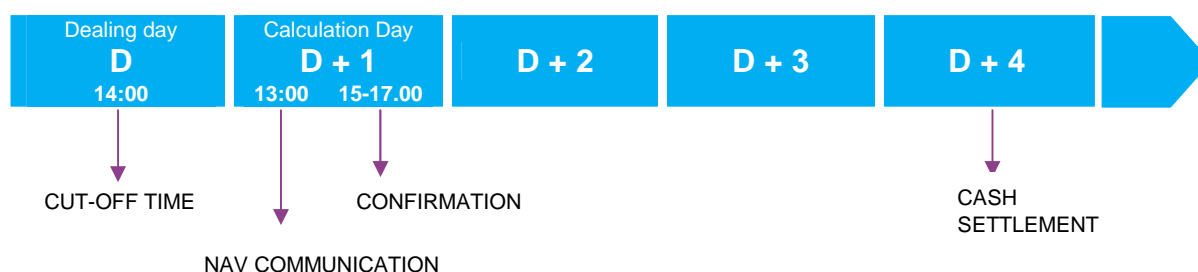 Dealing day
D
14:00
Calculation Day
D + 1
13:00 15-17.00
D + 2
D + 3
D + 4
CUT-OFF TIME
CONFIRMATION
CASH
SETTLEMENT
NAV COMMUNICATION